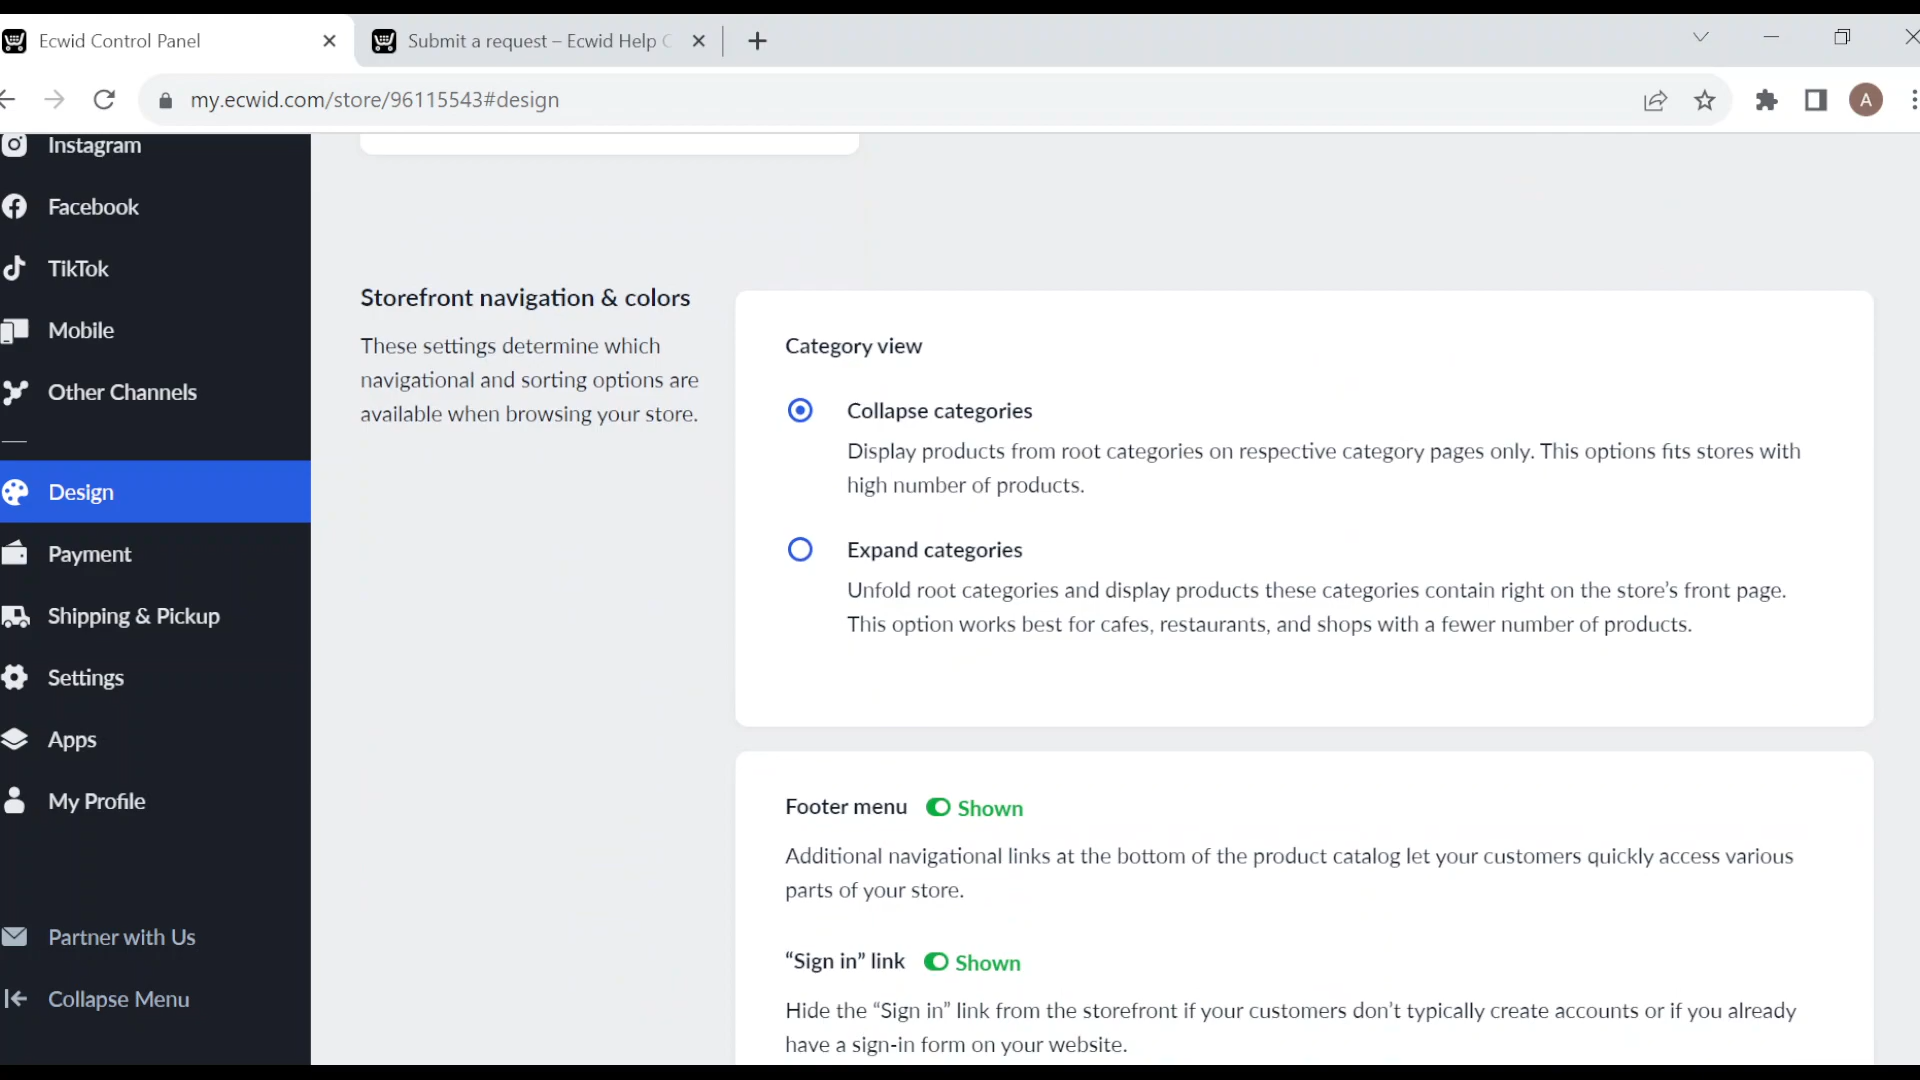 Ecwid Control Panel
Submit a request – Ecwid Help
my.ecwid.com/store/96115543#design
A
Instagram
Facebook
TikTok
Mobile
Other Channels
Design
Payment
Shipping & Pickup
Settings
Apps
My Profile
Partner with Us
Collapse Menu
Storefront navigation & colors
These settings determine which
navigational and sorting options are
available when browsing your store.
Category view
Collapse categories
Display products from root categories on respective category pages only. This options fits stores with
high number of products.
Expand categories
Unfold root categories and display products these categories contain right on the store’s front page.
This option works best for cafes, restaurants, and shops with a fewer number of products.
Footer menu Shown
Additional navigational links at the bottom of the product catalog let your customers quickly access various
parts of your store.
“Sign in” link Shown
Hide the “Sign in” link from the storefront if your customers don’t typically create accounts or if you already
have a sign-in form on your website.